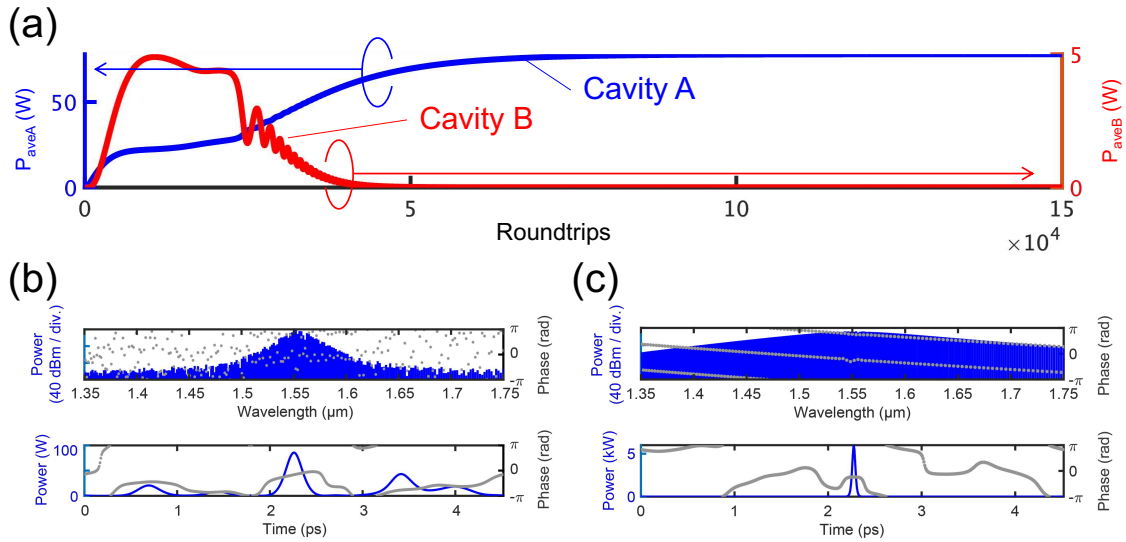 (a)
P_aveA (W)
50
0
Cavity A
Cavity B
5
0
P_aveB (W)
0
5
10
15
Roundtrips
×10^4
(b)
Power
(40 dBm / div.)
π
0
-π
Phase (rad)
1.35 1.4 1.45 1.5 1.55 1.6 1.65 1.7 1.75
Wavelength (μm)
Power (W)
100
0
π
0
-π
Phase (rad)
0 1 2 3 4
Time (ps)
(c)
Power
(40 dBm / div.)
π
0
-π
Phase (rad)
1.35 1.4 1.45 1.5 1.55 1.6 1.65 1.7 1.75
Wavelength (μm)
Power (kW)
5
0
π
0
-π
Phase (rad)
0 1 2 3 4
Time (ps)